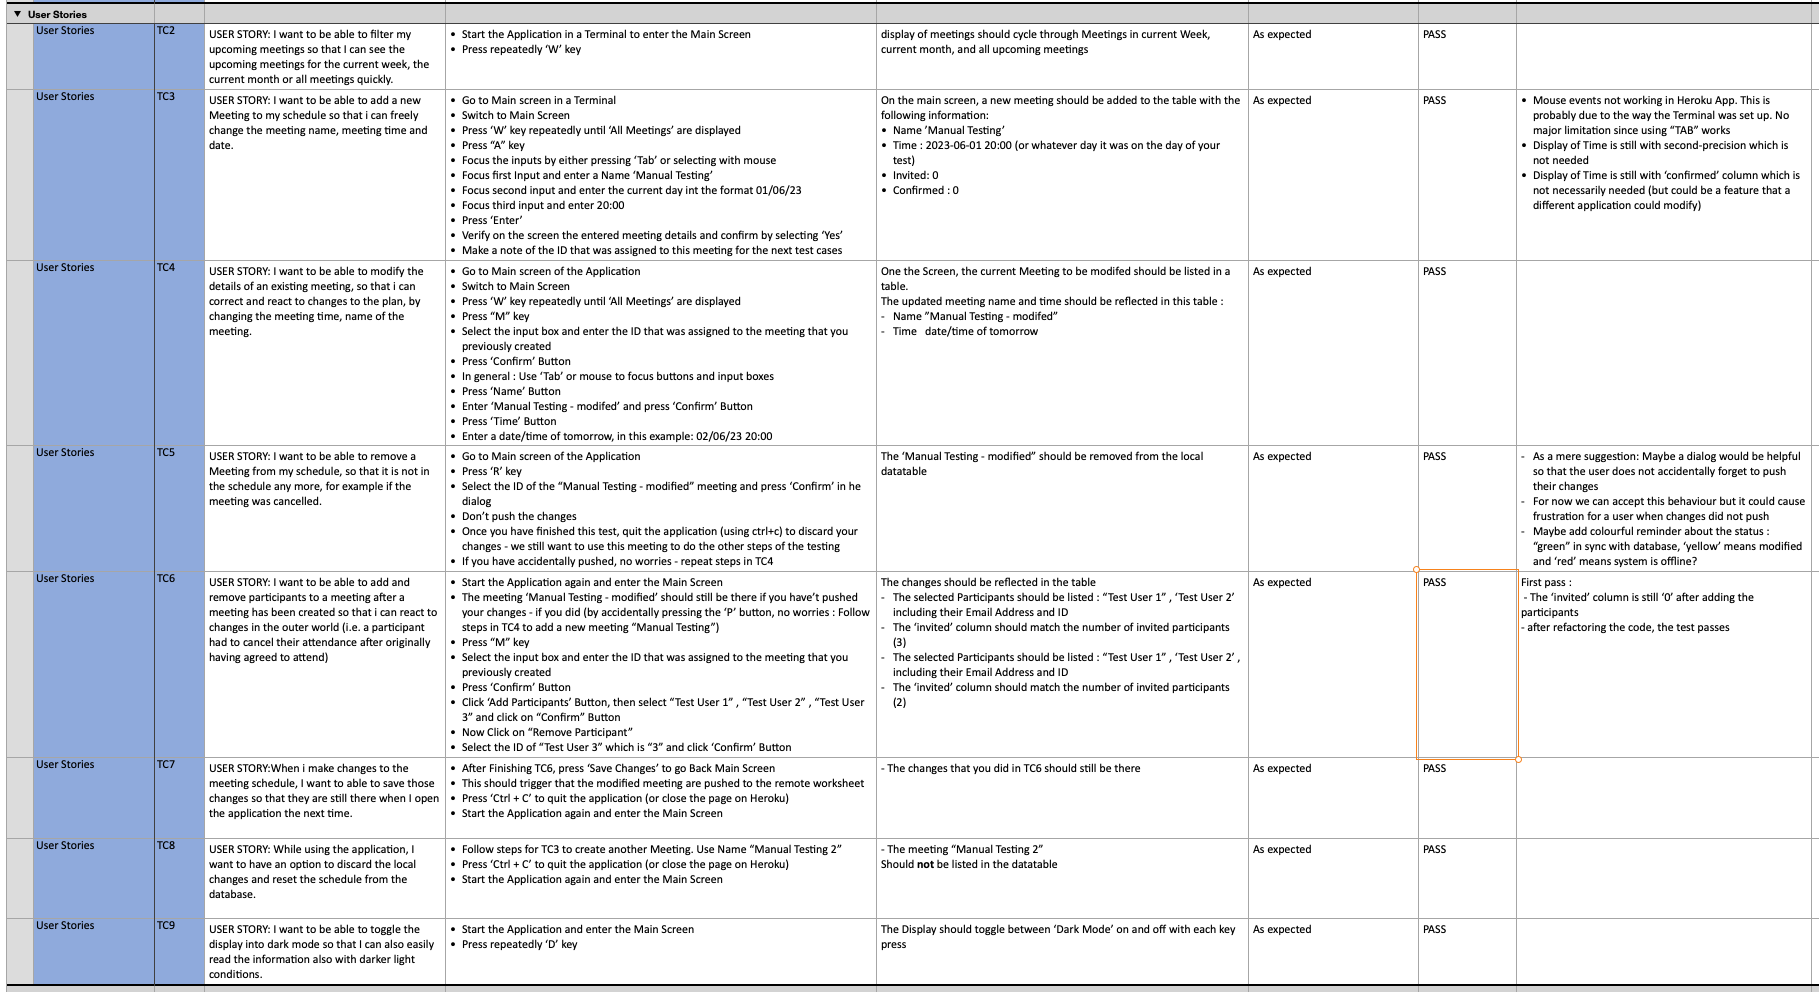 ▼ User Stories
User Stories
TC2
USER STORY: I want to be able to filter my
upcoming meetings so that I can see the
upcoming meetings for the current week, the
current month or all meetings quickly.
• Start the Application in a Terminal to enter the Main Screen
• Press repeatedly ‘W’ key
display of meetings should cycle through Meetings in current Week,
current month, and all upcoming meetings
As expected
PASS
User Stories
TC3
USER STORY: I want to be able to add a new
Meeting to my schedule so that i can freely
change the meeting name, meeting time and
date.
• Go to Main screen in a Terminal
• Switch to Main Screen
• Press ‘W’ key repeatedly until ‘All Meetings’ are displayed
• Press “A” key
• Focus the inputs by either pressing ‘Tab’ or selecting with mouse
• Focus first Input and enter a Name ‘Manual Testing’
• Focus second input and enter the current day int the format 01/06/23
• Focus third input and enter 20:00
• Press ‘Enter’
• Verify on the screen the entered meeting details and confirm by selecting ‘Yes’
• Make a note of the ID that was assigned to this meeting for the next test cases
On the main screen, a new meeting should be added to the table with the
following information:
• Name ’Manual Testing’
• Time : 2023-06-01 20:00 (or whatever day it was on the day of your
test)
• Invited: 0
• Confirmed : 0
As expected
PASS
• Mouse events not working in Heroku App. This is
probably due to the way the Terminal was set up. No
major limitation since using “TAB” works
• Display of Time is still with second-precision which is
not needed
• Display of Time is still with ‘confirmed’ column which is
not necessarily needed (but could be a feature that a
different application could modify)
User Stories
TC4
USER STORY: I want to be able to modify the
details of an existing meeting, so that i can
correct and react to changes to the plan, by
changing the meeting time, name of the
meeting.
• Go to Main screen of the Application
• Switch to Main Screen
• Press ‘W’ key repeatedly until ‘All Meetings’ are displayed
• Press “M” key
• Select the input box and enter the ID that was assigned to the meeting that you
previously created
• Press ‘Confirm’ Button
• In general : Use ‘Tab’ or mouse to focus buttons and input boxes
• Press ‘Name’ Button
• Enter ‘Manual Testing - modifed’ and press ‘Confirm’ Button
• Press ‘Time’ Button
• Enter a date/time of tomorrow, in this example: 02/06/23 20:00
One the Screen, the current Meeting to be modifed should be listed in a
table.
The updated meeting name and time should be reflected in this table :
- Name ”Manual Testing - modifed”
- Time date/time of tomorrow
As expected
PASS
User Stories
TC5
USER STORY: I want to be able to remove a
Meeting from my schedule, so that it is not in
the schedule any more, for example if the
meeting was cancelled.
• Go to Main screen of the Application
• Press ‘R’ key
• Select the ID of the “Manual Testing - modified” meeting and press ‘Confirm’ in he
dialog
• Don’t push the changes
• Once you have finished this test, quit the application (using ctrl+c) to discard your
changes - we still want to use this meeting to do the other steps of the testing
• If you have accidentally pushed, no worries - repeat steps in TC4
The ‘Manual Testing - modified” should be removed from the local
datatable
As expected
PASS
- As a mere suggestion: Maybe a dialog would be helpful
so that the user does not accidentally forget to push
their changes
- For now we can accept this behaviour but it could cause
frustration for a user when changes did not push
- Maybe add colourful reminder about the status :
“green” in sync with database, ‘yellow’ means modified
and ‘red’ means system is offline?
User Stories
TC6
USER STORY: I want to be able to add and
remove participants to a meeting after a
meeting has been created so that i can react to
changes in the outer world (i.e. a participant
had to cancel their attendance after originally
having agreed to attend)
• Start the Application again and enter the Main Screen
• The meeting ‘Manual Testing - modifed’ should still be there if you have’t pushed
your changes - if you did (by accidentally pressing the ‘P’ button, no worries : Follow
steps in TC4 to add a new meeting “Manual Testing”)
• Press “M” key
• Select the input box and enter the ID that was assigned to the meeting that you
previously created
• Press ‘Confirm’ Button
• Click ‘Add Participants’ Button, then select “Test User 1” , “Test User 2” , “Test User
3” and click on “Confirm” Button
• Now Click on “Remove Participant”
• Select the ID of “Test User 3” which is “3” and click ‘Confirm’ Button
The changes should be reflected in the table
- The selected Participants should be listed : “Test User 1” , ‘Test User 2’
including their Email Address and ID
- The ‘invited’ column should match the number of invited participants
(3)
- The selected Participants should be listed : “Test User 1” , ‘Test User 2’ ,
including their Email Address and ID
- The ‘invited’ column should match the number of invited participants
(2)
As expected
PASS
First pass :
- The ‘invited’ column is still ‘0’ after adding the
participants
- after refactoring the code, the test passes
User Stories
TC7
USER STORY:When i make changes to the
meeting schedule, I want to able to save those
changes so that they are still there when I open
the application the next time.
• After Finishing TC6, press ‘Save Changes’ to go Back Main Screen
• This should trigger that the modified meeting are pushed to the remote worksheet
• Press ‘Ctrl + C’ to quit the application (or close the page on Heroku)
• Start the Application again and enter the Main Screen
- The changes that you did in TC6 should still be there
As expected
PASS
User Stories
TC8
USER STORY: While using the application, I
want to have an option to discard the local
changes and reset the schedule from the
database.
• Follow steps for TC3 to create another Meeting. Use Name “Manual Testing 2”
• Press ‘Ctrl + C’ to quit the application (or close the page on Heroku)
• Start the Application again and enter the Main Screen
- The meeting “Manual Testing 2”
Should not be listed in the datatable
As expected
PASS
User Stories
TC9
USER STORY: I want to be able to toggle the
display into dark mode so that I can also easily
read the information also with darker light
conditions.
• Start the Application and enter the Main Screen
• Press repeatedly ‘D’ key
The Display should toggle between ‘Dark Mode’ on and off with each key
press
As expected
PASS